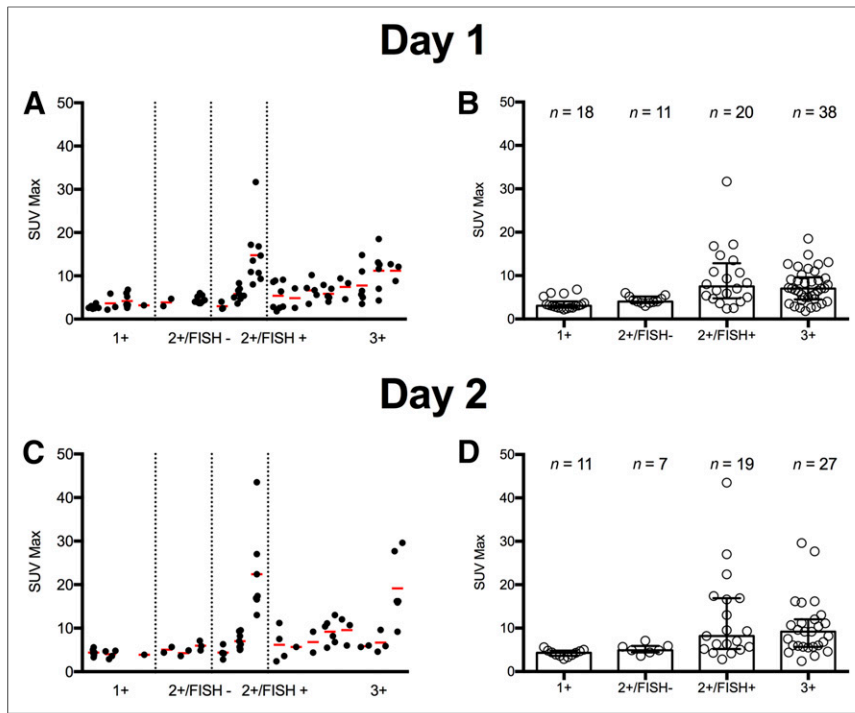 Day 1
A
B
50
40
30
20
10
0
SUV Max
1+
2+/FISH -
2+/FISH +
3+
50
40
30
20
10
0
SUV Max
n = 18
n = 11
n = 20
n = 38
1+
2+/FISH-
2+/FISH+
3+
Day 2
C
D
50
40
30
20
10
0
SUV Max
1+
2+/FISH -
2+/FISH +
3+
50
40
30
20
10
0
SUV Max
n = 11
n = 7
n = 19
n = 27
1+
2+/FISH-
2+/FISH+
3+